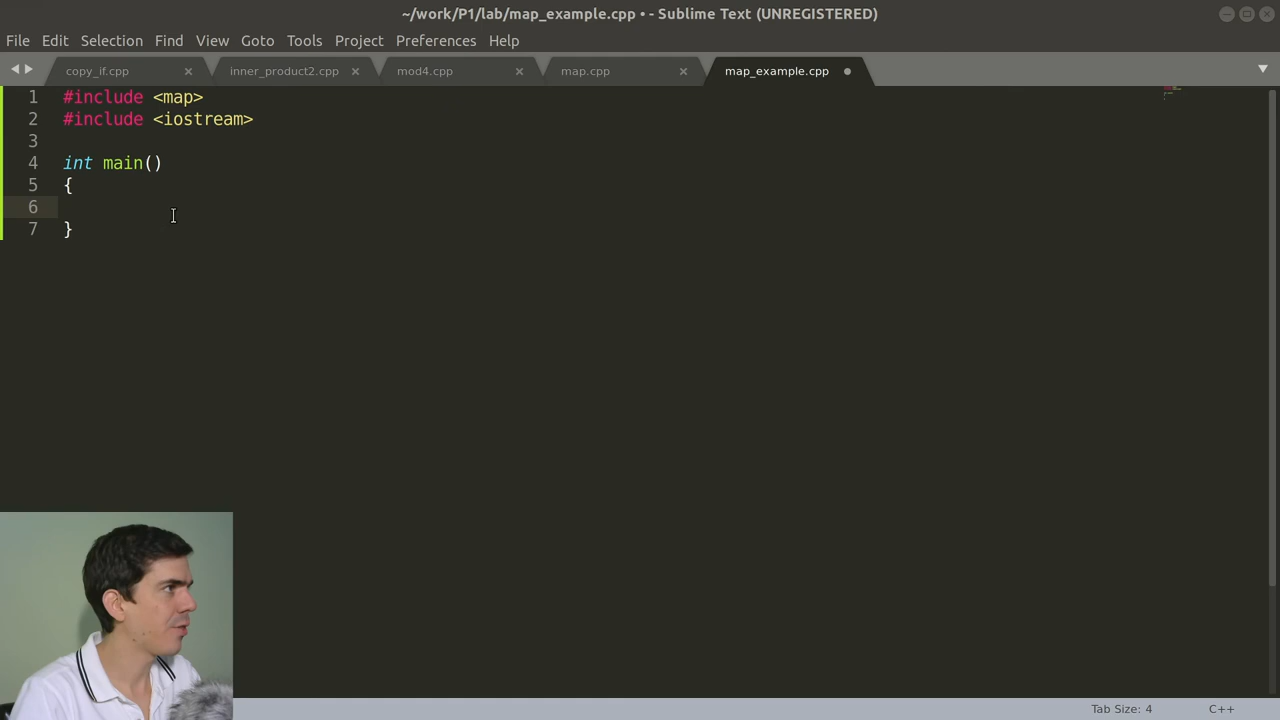 ~/work/P1/lab/map_example.cpp • - Sublime Text (UNREGISTERED)
File Edit Selection Find View Goto Tools Project Preferences Help
copy_if.cpp inner_product2.cpp mod4.cpp map.cpp map_example.cpp
1 #include <map>
2 #include <iostream>
3
4 int main()
5 {
6
7 }
Tab Size: 4 C++